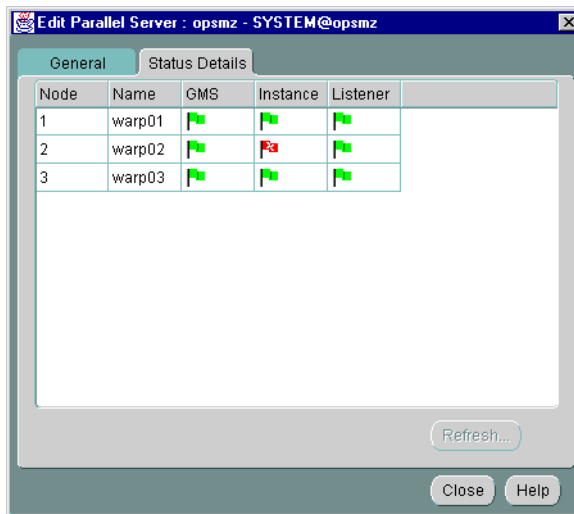 Edit Parallel Server : opsmz - SYSTEM@opsmz
General Status Details
Node Name GMS Instance Listener
1 warp01
2 warp02
3 warp03
Refresh...
Close Help